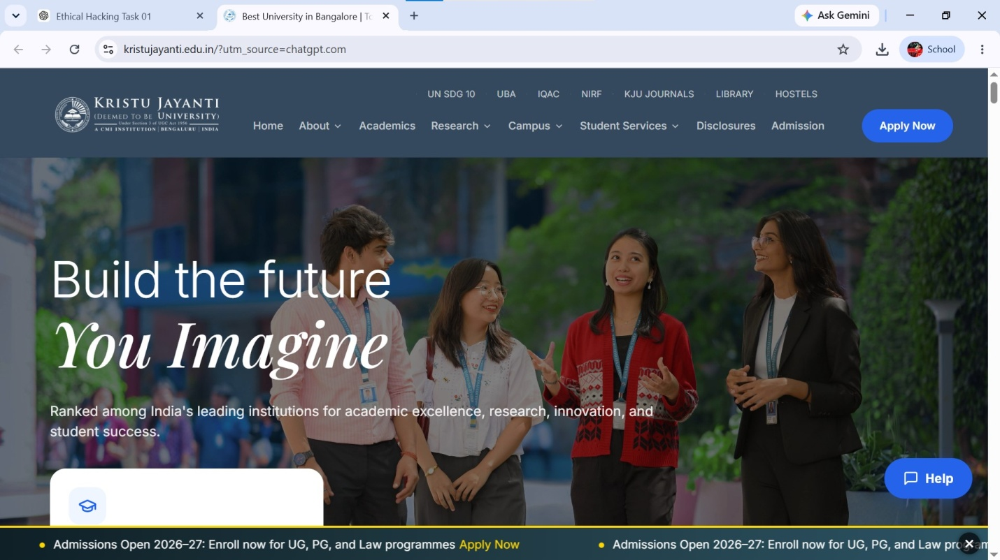 Ethical Hacking Task 01
Best University in Bangalore | To
Ask Gemini
kristujayanti.edu.in/?utm_source=chatgpt.com
School
KRISTU JAYANTI
(DEEMED TO BE UNIVERSITY)
Under Section 3 of UGC Act 1956
A CMI INSTITUTION | BENGALURU | INDIA
UN SDG 10 UBA IQAC NIRF KJU JOURNALS LIBRARY HOSTELS
Home About Academics Research Campus Student Services Disclosures Admission
Apply Now
Build the future
You Imagine
Ranked among India's leading institutions for academic excellence, research, innovation, and
student success.
Help
Admissions Open 2026–27: Enroll now for UG, PG, and Law programmes Apply Now
Admissions Open 2026–27: Enroll now for UG, PG, and Law